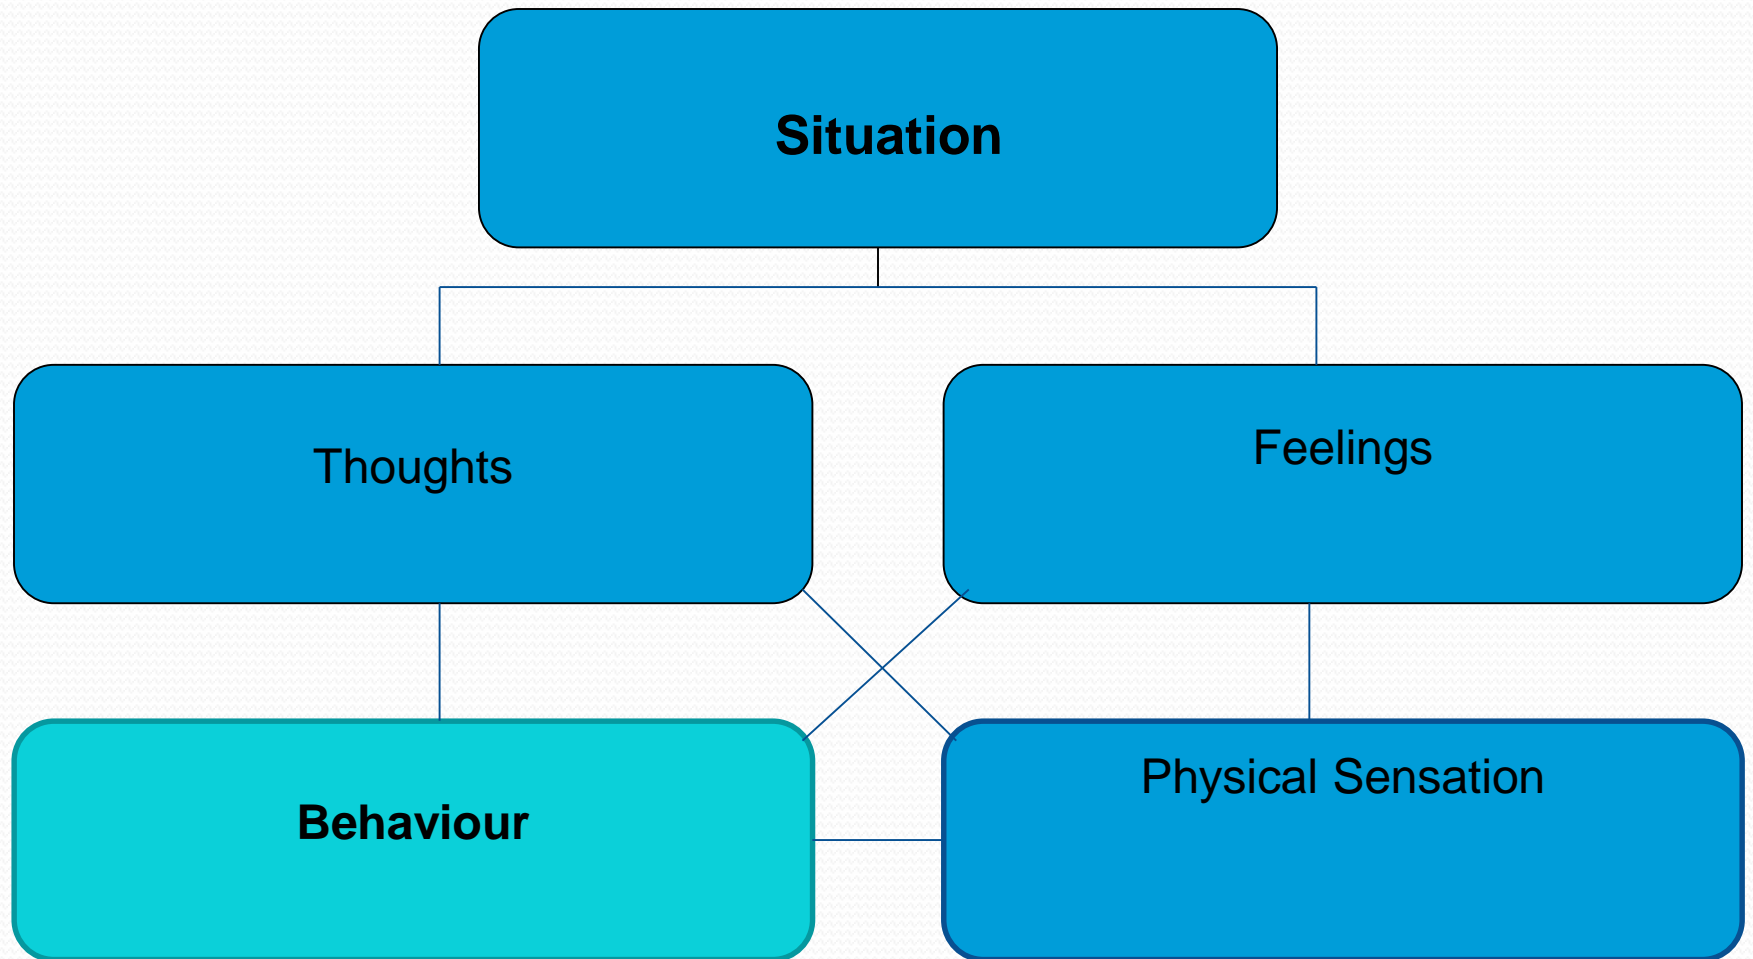 Situation
Thoughts
Feelings
Behaviour
Physical Sensation